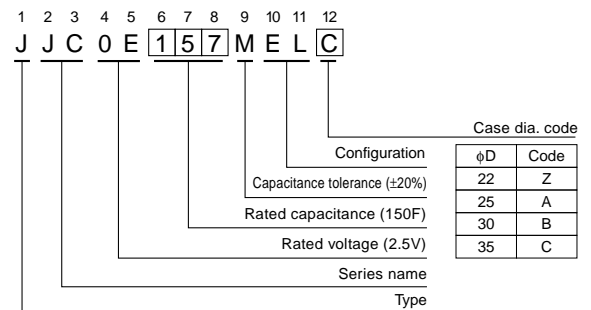 1 2 3 4 5 6 7 8 9 10 11 12
J J C 0 E 1 5 7 M E L C
Case dia. code
Configuration
Capacitance tolerance (±20%)
Rated capacitance (150F)
Rated voltage (2.5V)
Series name
Type
ϕD Code
22 Z
25 A
30 B
35 C